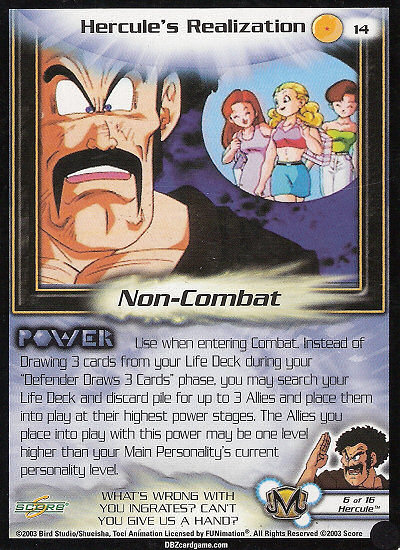 Hercule's Realization 14
Non-Combat
POWER Use when entering Combat. Instead of
Drawing 3 cards from your Life Deck during your
"Defender Draws 3 Cards" phase, you may search your
Life Deck and discard pile for up to 3 Allies and place them
into play at their highest power stages. The Allies you
place into play with this power may be one level
higher than your Main Personality's current
personality level.
SCORE
WHAT'S WRONG WITH
YOU INGRATES? CAN'T
YOU GIVE US A HAND?
M
6 of 16
Hercule™
©2003 Bird Studio/Shueisha, Toei Animation Licensed by FUNimation®. All Rights Reserved ©2003 Score
DBZcardgame.com